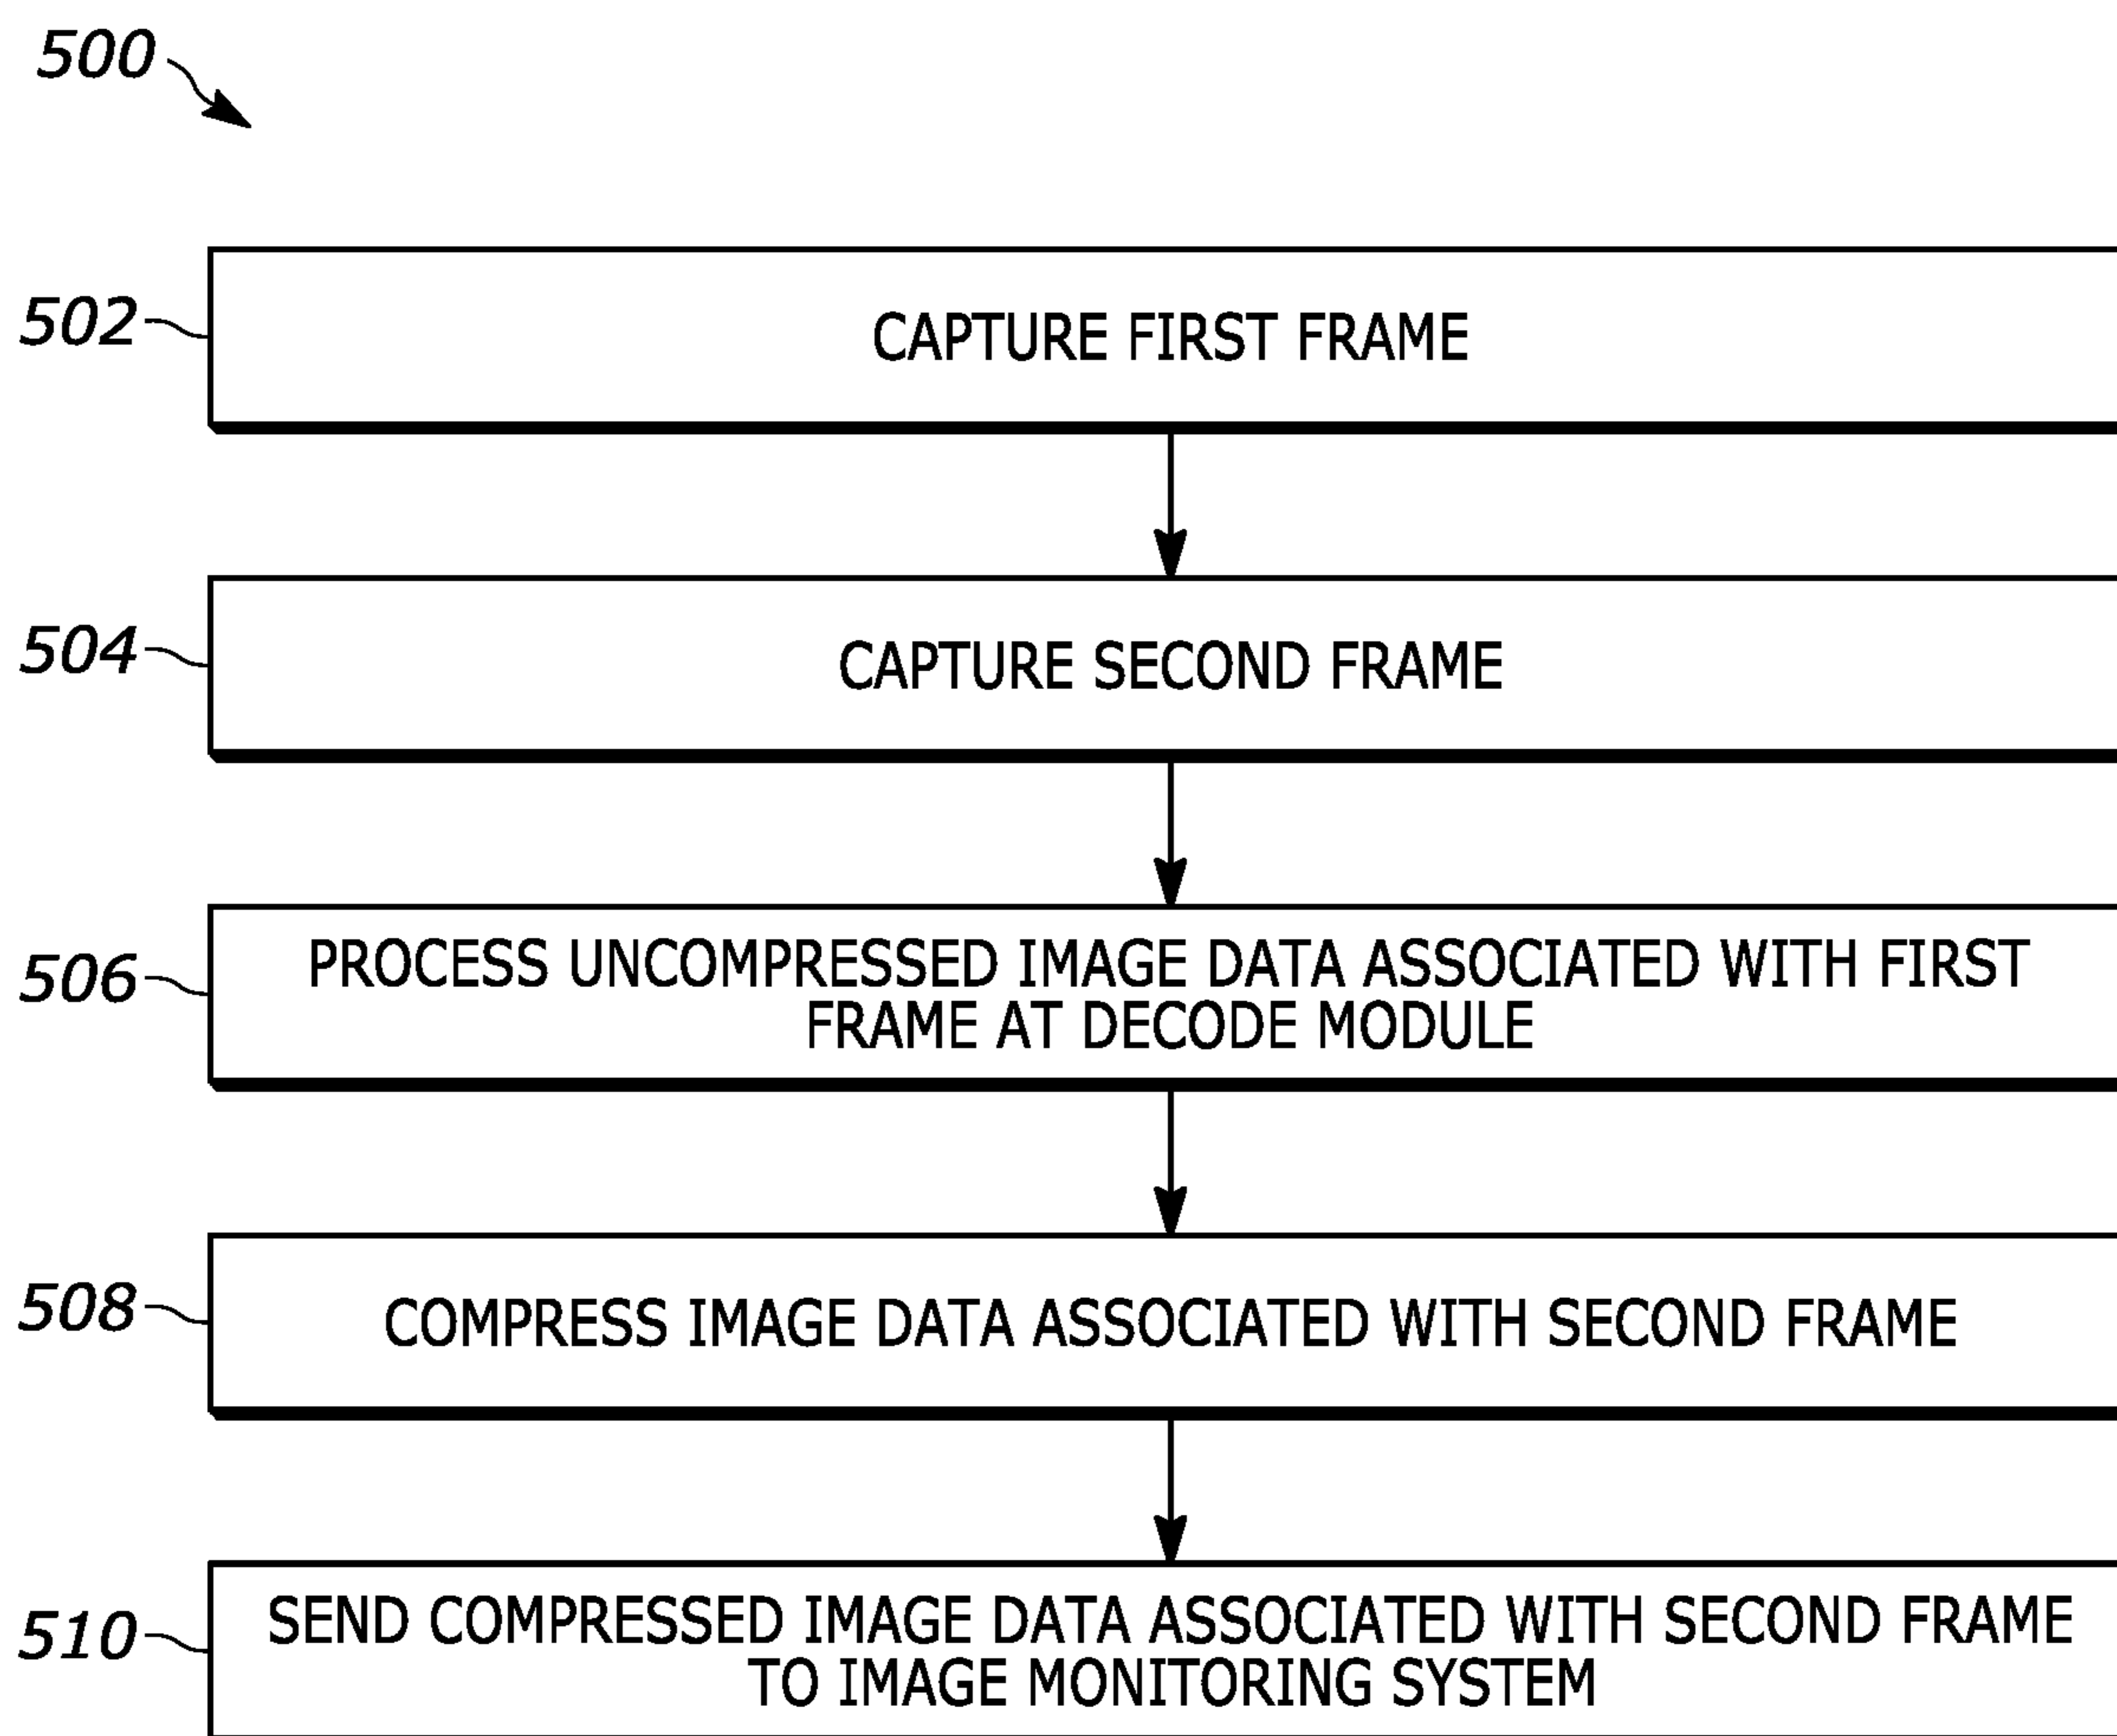 500
502
CAPTURE FIRST FRAME
504
CAPTURE SECOND FRAME
506
PROCESS UNCOMPRESSED IMAGE DATA ASSOCIATED WITH FIRST
FRAME AT DECODE MODULE
508
COMPRESS IMAGE DATA ASSOCIATED WITH SECOND FRAME
510
SEND COMPRESSED IMAGE DATA ASSOCIATED WITH SECOND FRAME
TO IMAGE MONITORING SYSTEM